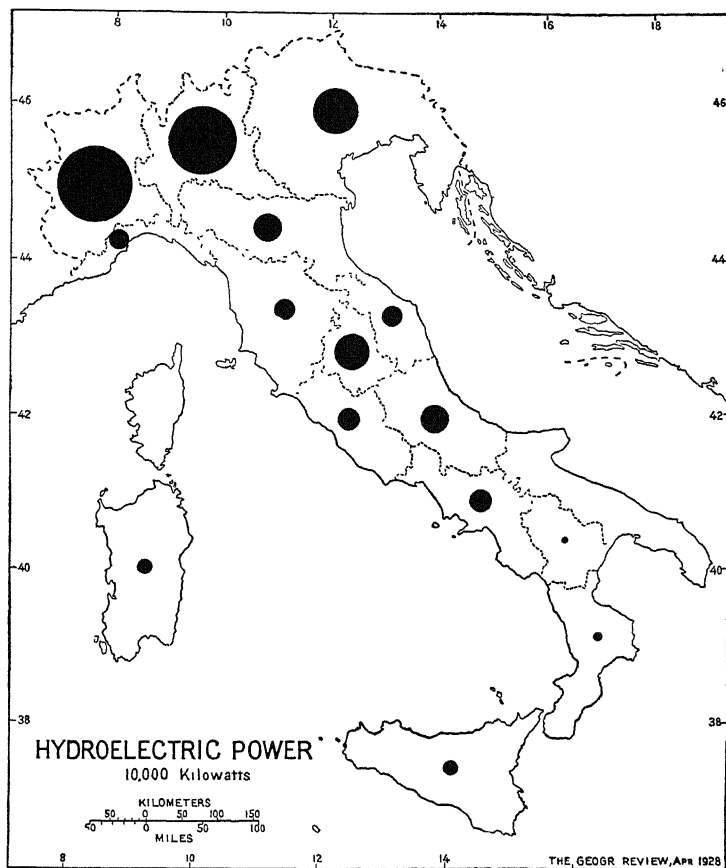 8 10 12 14 16 18
46 46
44 44
42 42
40 40
38 38
HYDROELECTRIC POWER
10,000 Kilowatts
KILOMETERS
50 0 50 100 150
50 0 50 100
MILES
8 10 12 14 16 18
THE GEOGR REVIEW, APR 1928